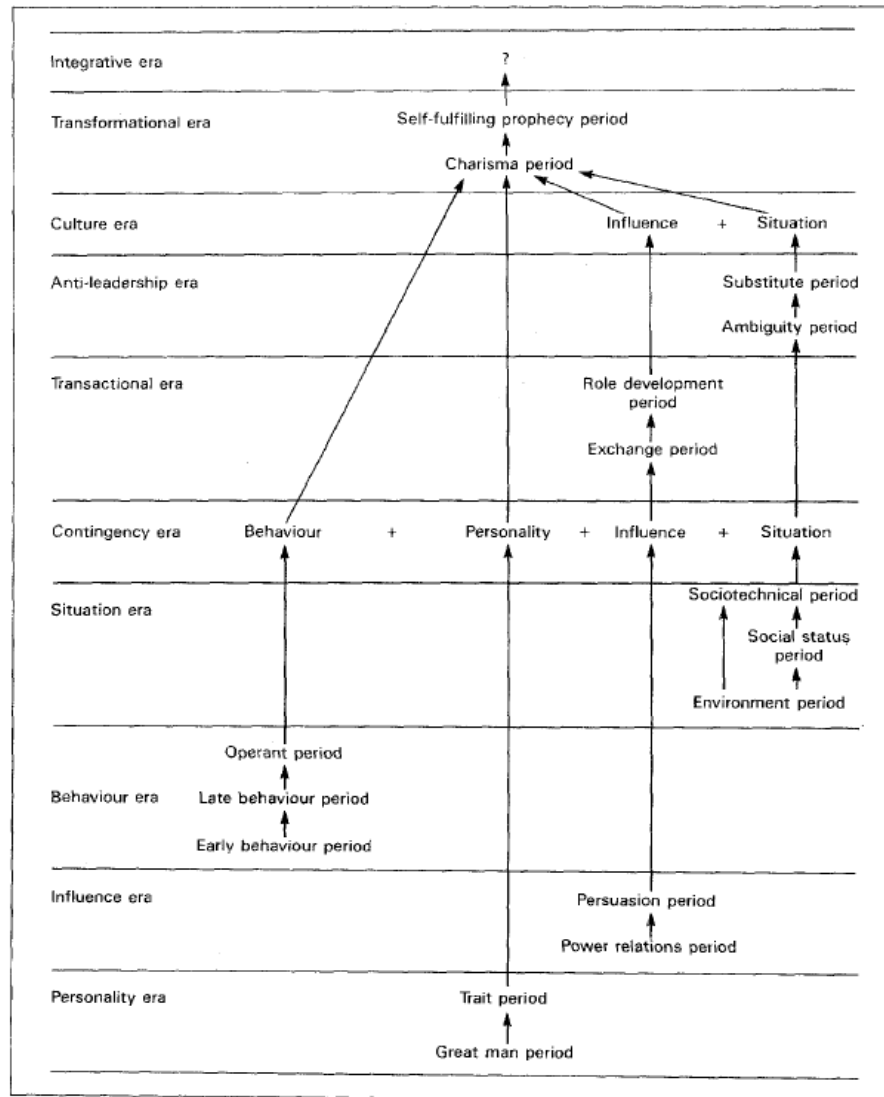 Integrative era ?
Transformational era Self-fulfilling prophecy period
Charisma period
Culture era Influence + Situation
Anti-leadership era Substitute period
Ambiguity period
Transactional era Role development
period
Exchange period
Contingency era Behaviour + Personality + Influence + Situation
Sociotechnical period
Situation era
Social status
period
Environment period
Operant period
Behaviour era Late behaviour period
Early behaviour period
Influence era Persuasion period
Power relations period
Personality era Trait period
Great man period